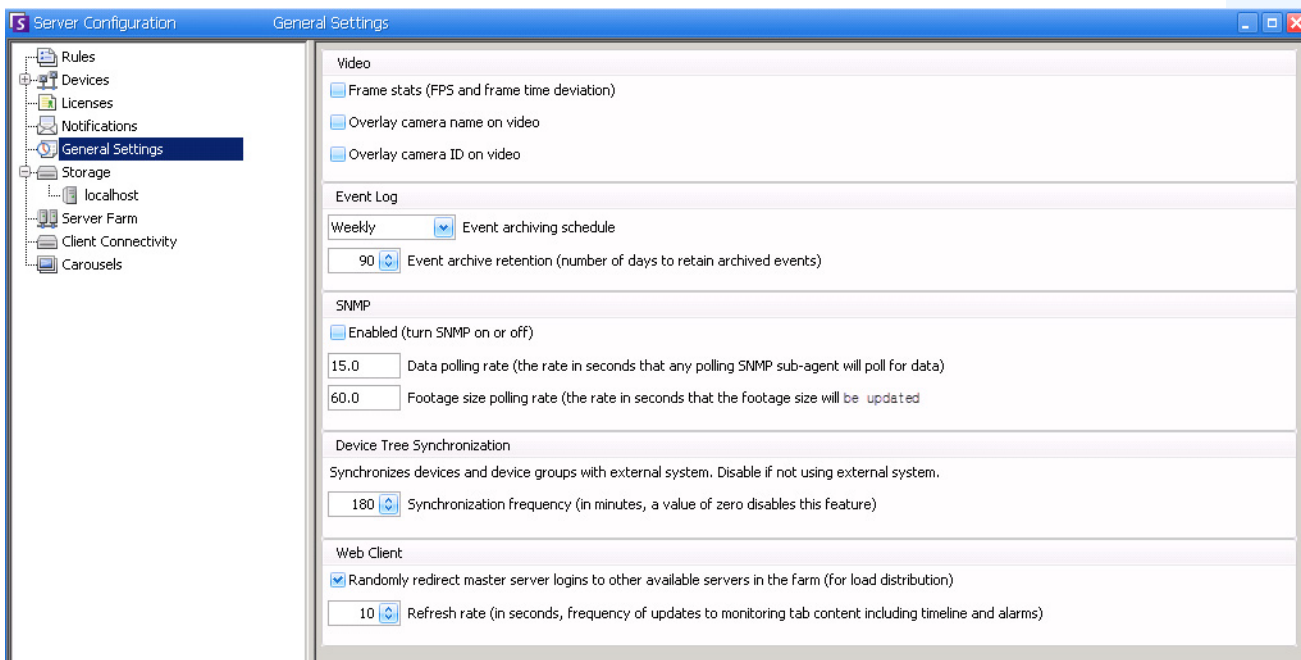 Server Configuration
General Settings
Rules
Devices
Licenses
Notifications
General Settings
Storage
localhost
Server Farm
Client Connectivity
Carousels
Video
Frame stats (FPS and frame time deviation)
Overlay camera name on video
Overlay camera ID on video
Event Log
Weekly Event archiving schedule
90 Event archive retention (number of days to retain archived events)
SNMP
Enabled (turn SNMP on or off)
15.0 Data polling rate (the rate in seconds that any polling SNMP sub-agent will poll for data)
60.0 Footage size polling rate (the rate in seconds that the footage size will be updated
Device Tree Synchronization
Synchronizes devices and device groups with external system. Disable if not using external system.
180 Synchronization frequency (in minutes, a value of zero disables this feature)
Web Client
Randomly redirect master server logins to other available servers in the farm (for load distribution)
10 Refresh rate (in seconds, frequency of updates to monitoring tab content including timeline and alarms)